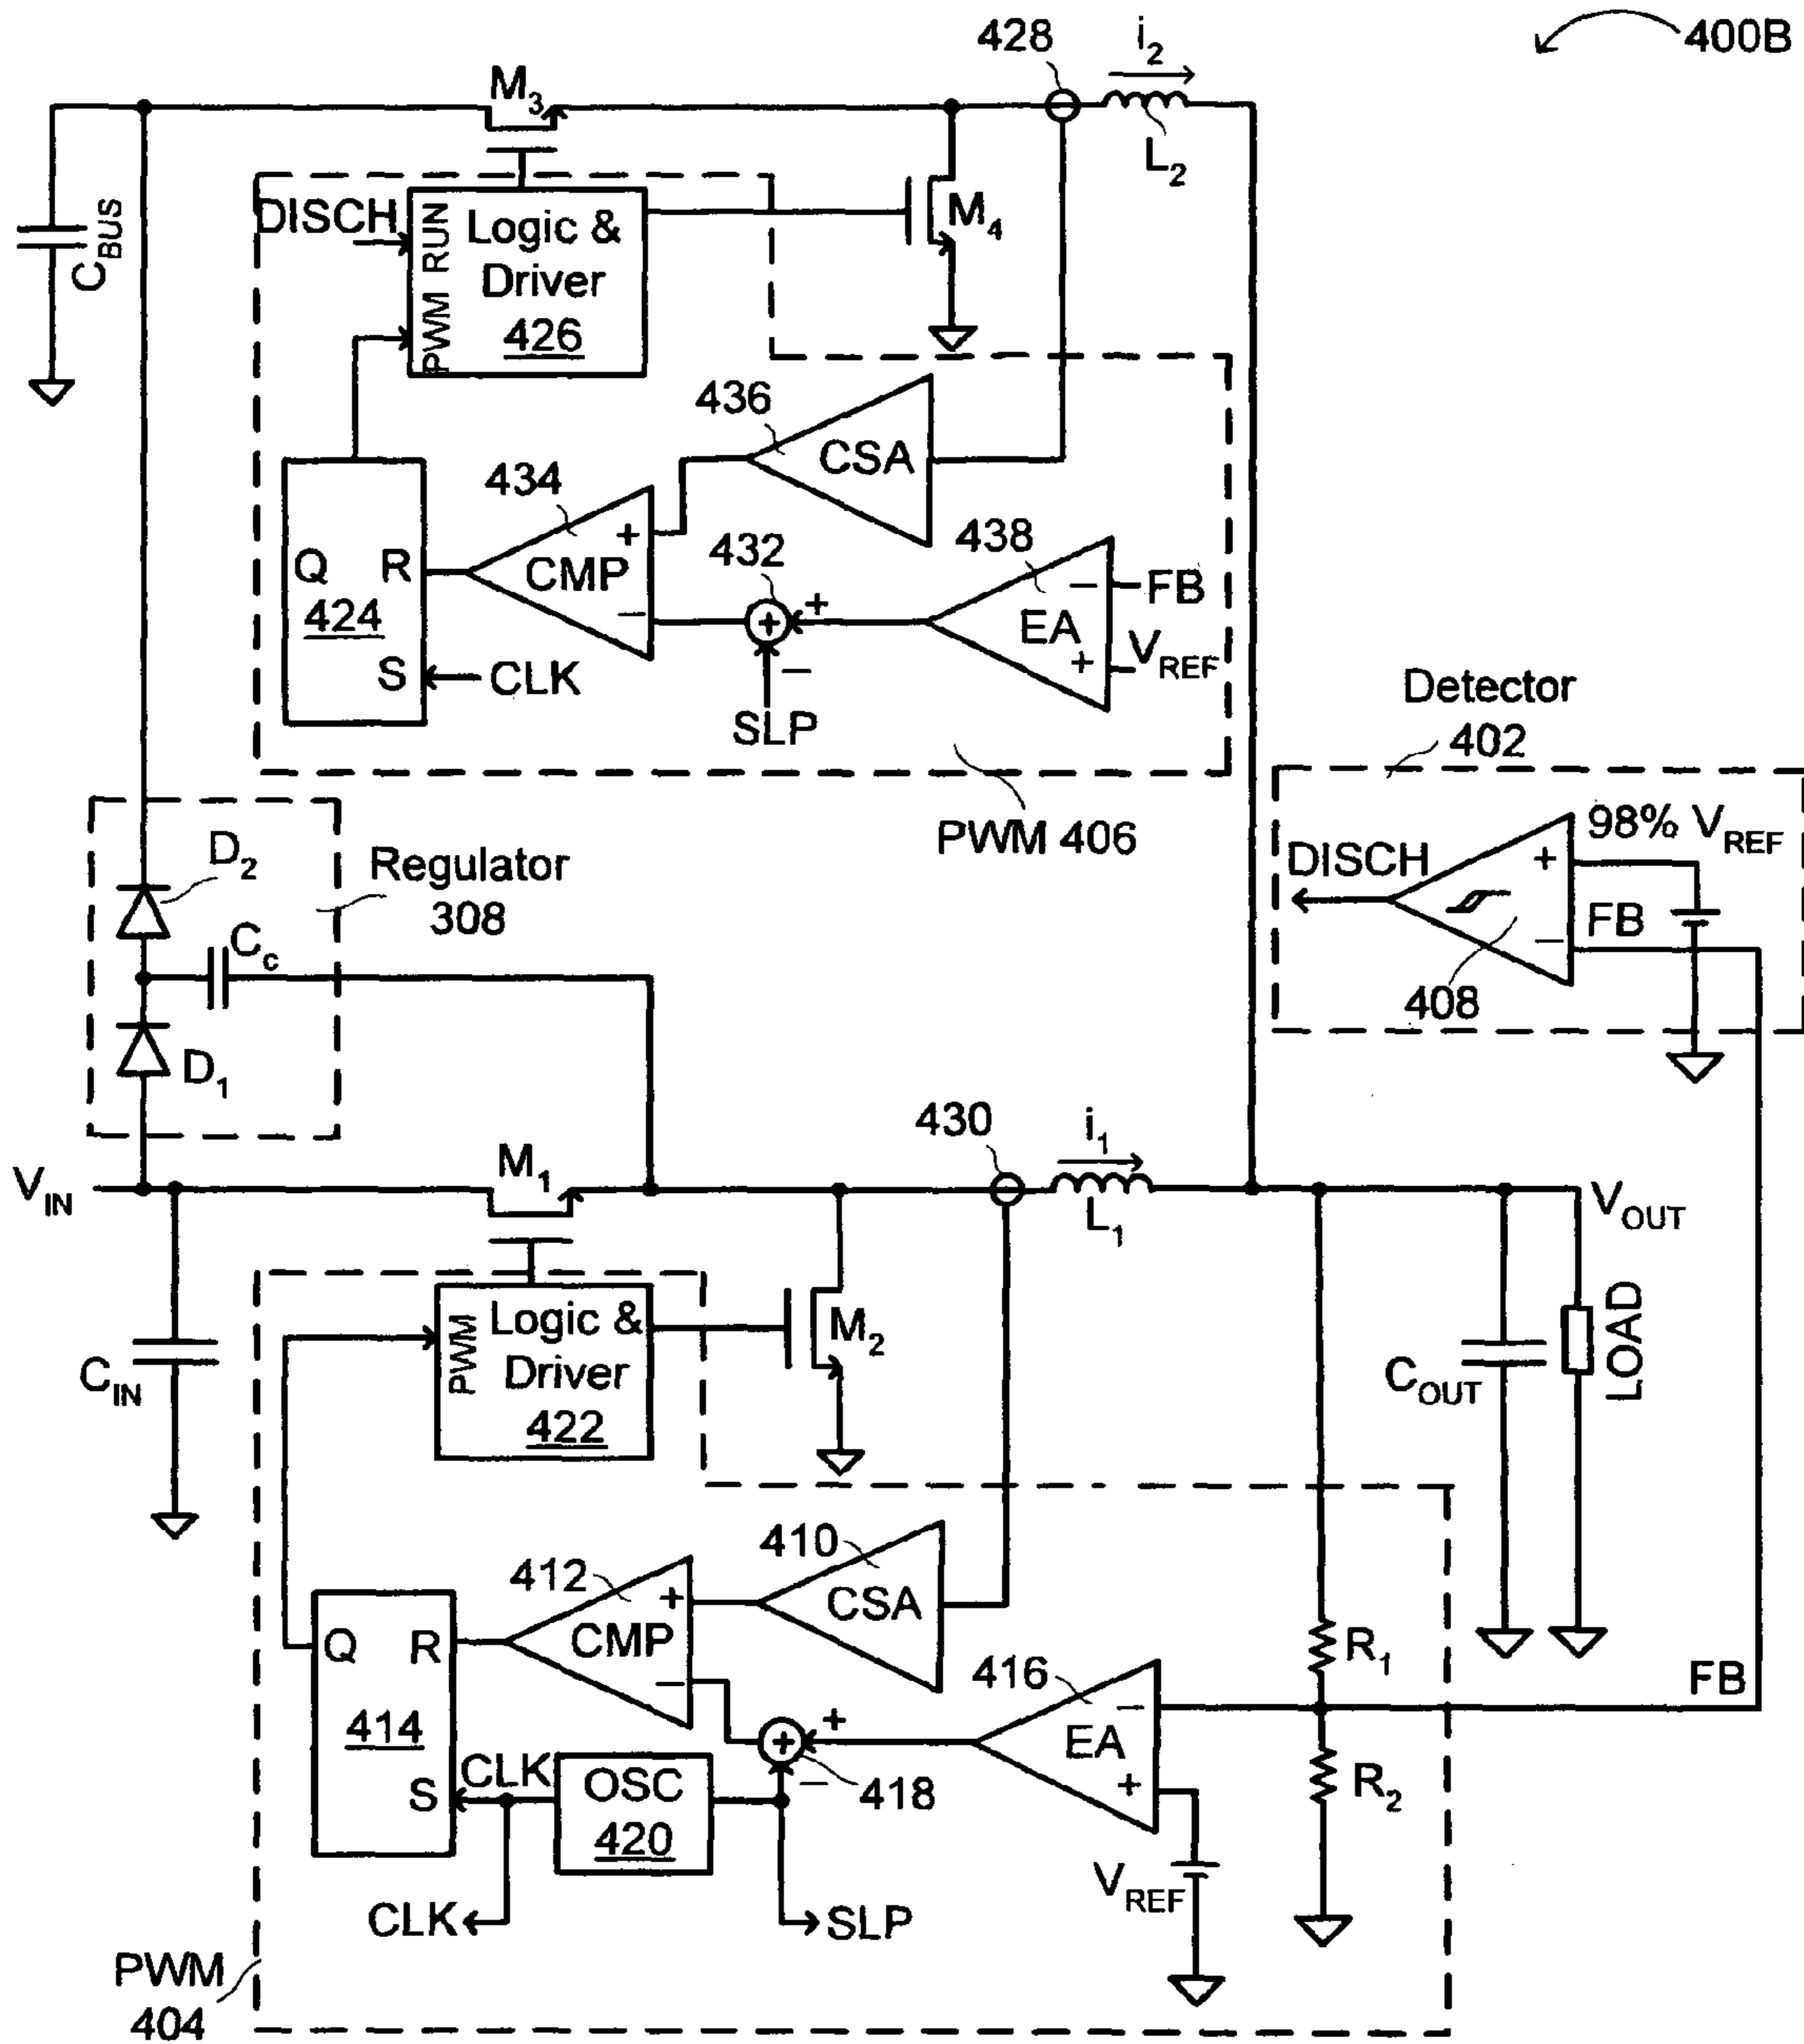 400B
428
i2
M3
L2
CBUS
DISCH
RUN
PWM
Logic &
Driver
426
M4
436
CSA
434
+
CMP
−
432
+
+
−
SLP
438
−
FB
EA
+
VREF
Q
R
424
S
CLK
PWM 406
Detector
402
98% VREF
DISCH
+
FB
−
408
D2
Regulator
308
Cc
D1
VIN
M1
430
i1
L1
VOUT
CIN
PWM
Logic &
Driver
422
M2
COUT
LOAD
410
CSA
412
+
CMP
−
Q
R
414
S
CLK
OSC
420
+
+
−
418
416
−
EA
+
R1
FB
R2
VREF
CLK
SLP
PWM
404